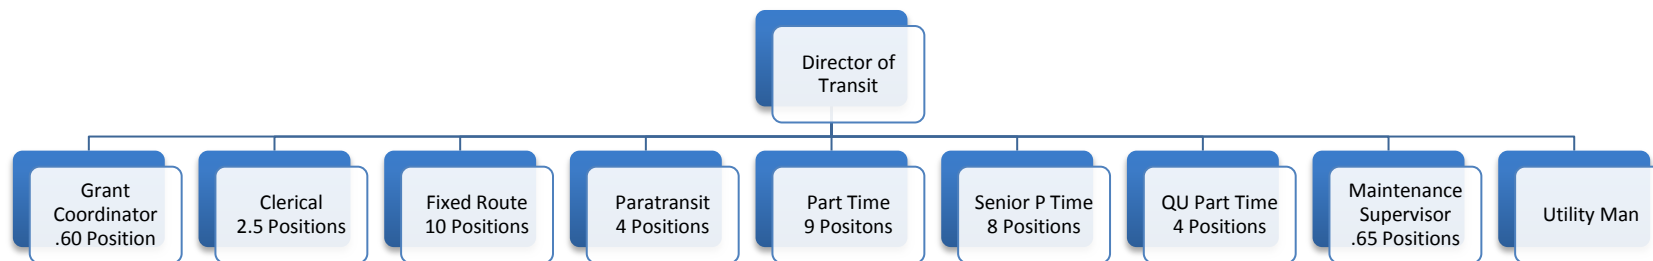 Director of
Transit
Grant
Coordinator
.60 Position
Clerical
2.5 Positions
Fixed Route
10 Positions
Paratransit
4 Positions
Part Time
9 Positons
Senior P Time
8 Positions
QU Part Time
4 Positions
Maintenance
Supervisor
.65 Positions
Utility Man